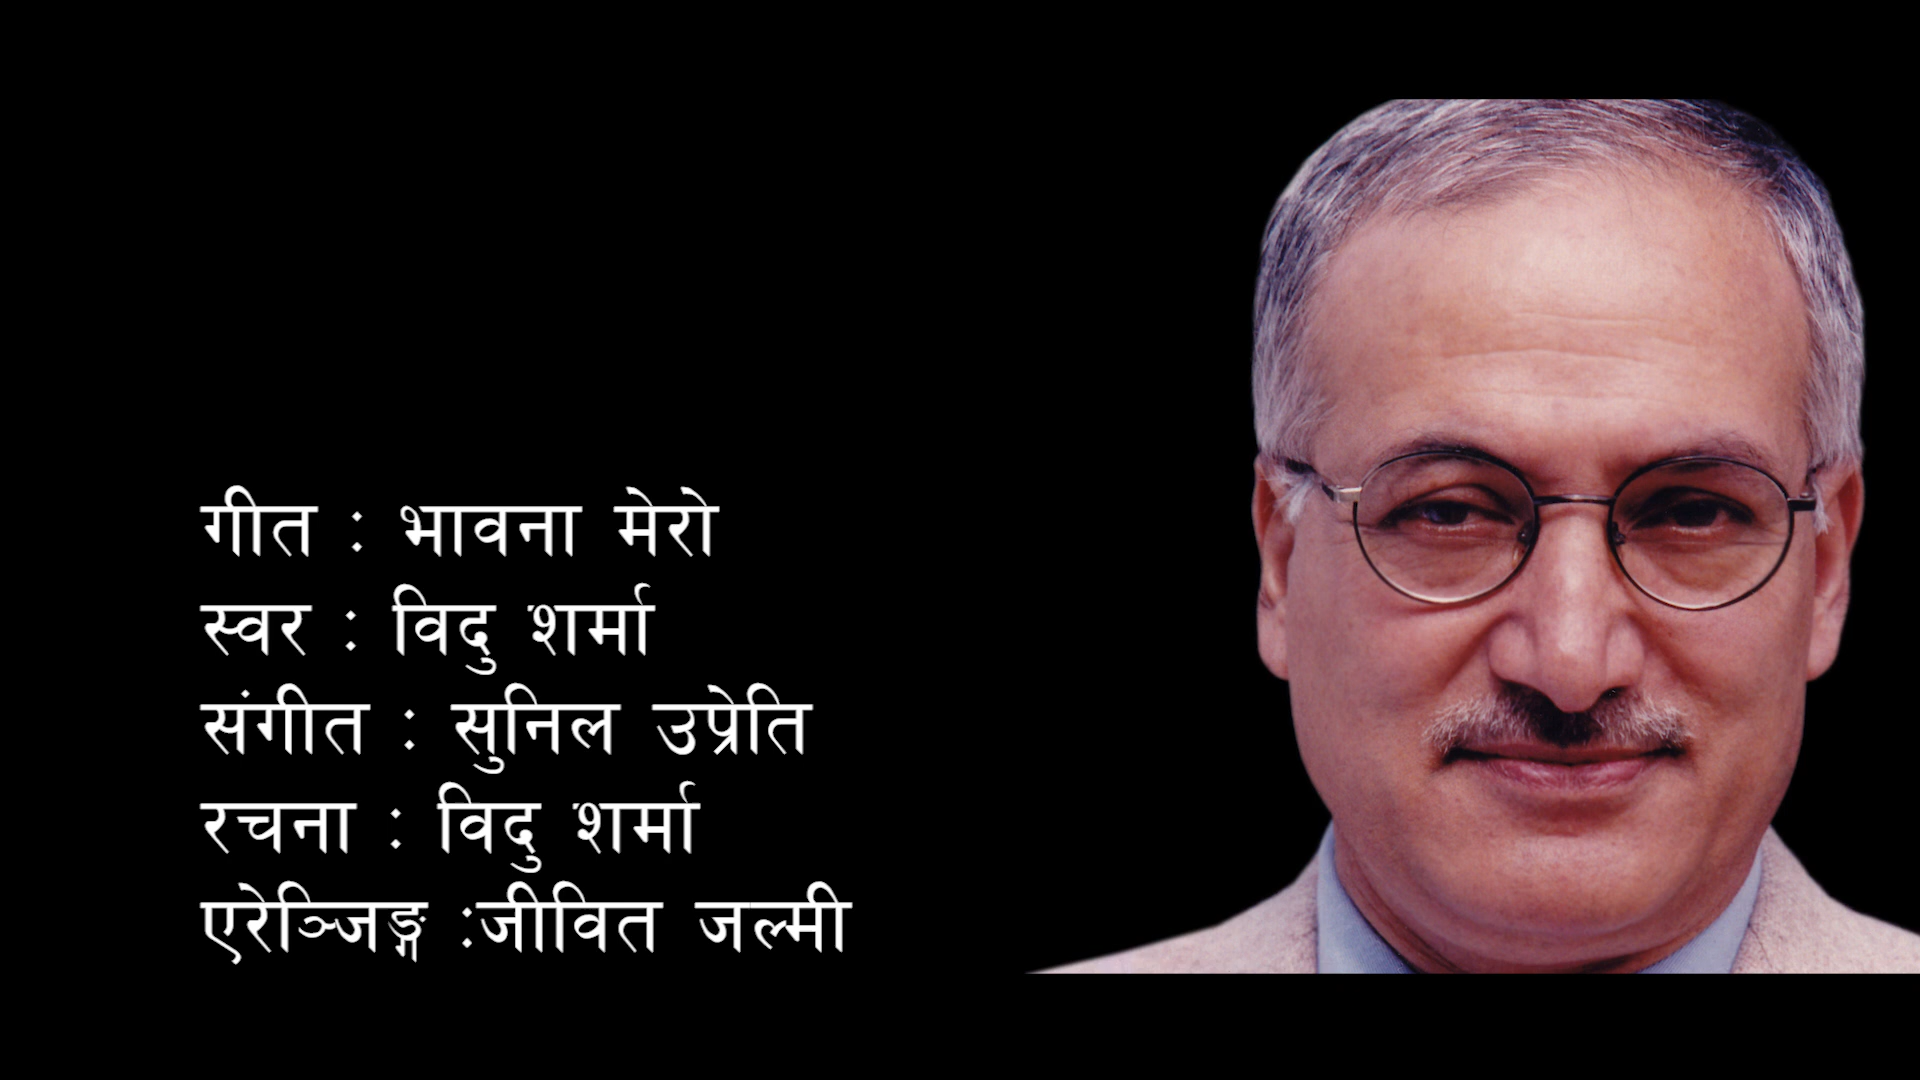 गीत : भावना मेरो
स्वर : विदु शर्मा
संगीत : सुनिल उप्रेति
रचना : विदु शर्मा
एरेञ्जिङ्ग :जीवित जल्मी